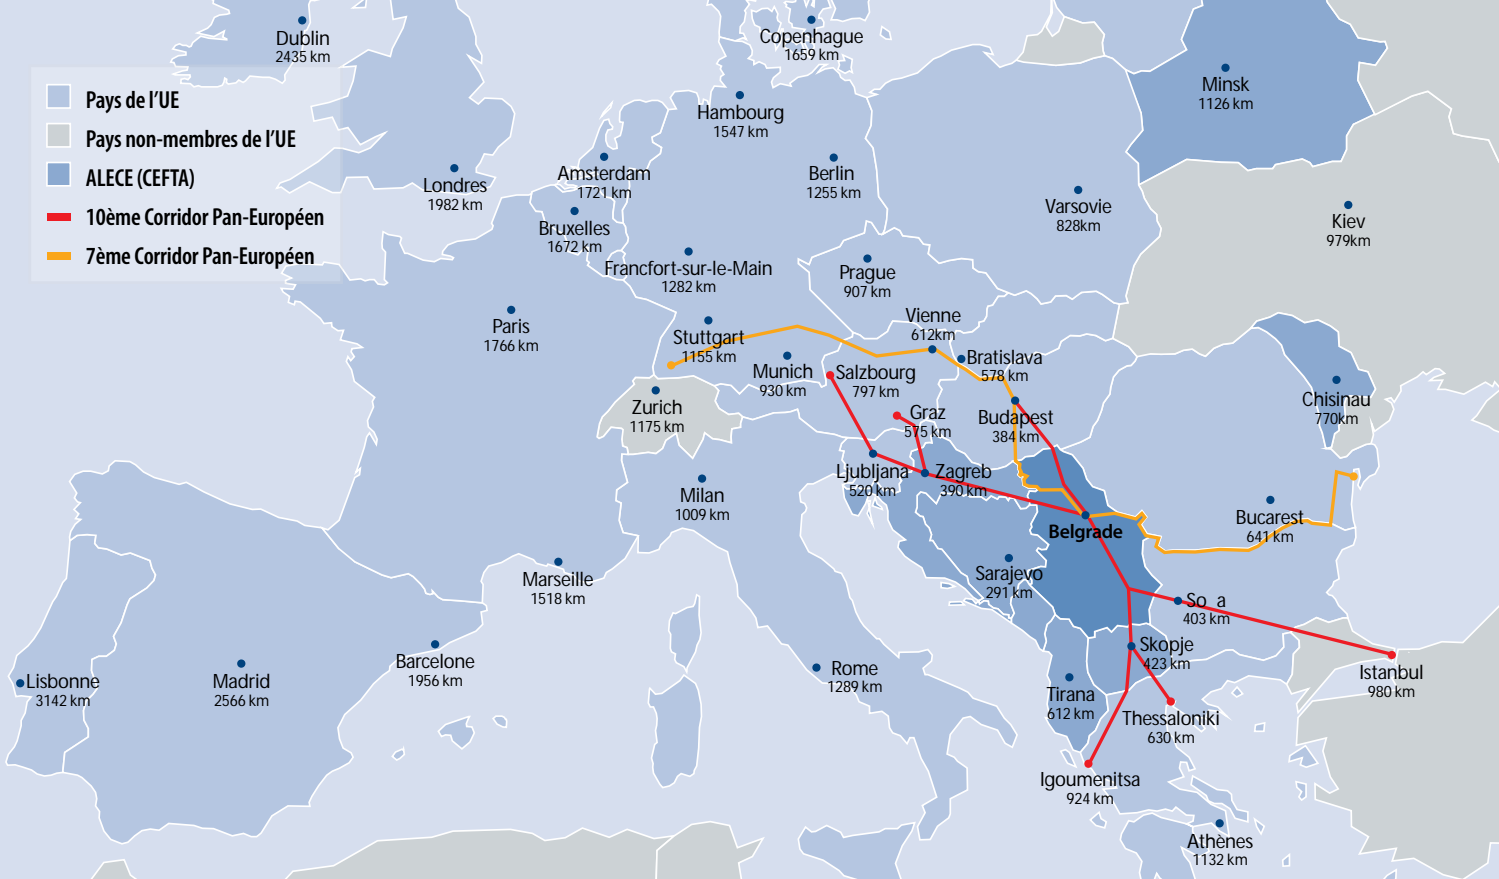 Dublin
2435 km
Copenhague
1659 km
Minsk
1126 km
Pays de l'UE
Pays non-membres de l'UE
ALECE (CEFTA)
10ème Corridor Pan-Européen
7ème Corridor Pan-Européen
Hambourg
1547 km
Amsterdam
1721 km
Berlin
1255 km
Londres
1982 km
Varsovie
828km
Kiev
979km
Bruxelles
1672 km
Francfort-sur-le-Main
1282 km
Prague
907 km
Paris
1766 km
Stuttgart
1155 km
Vienne
612km
Munich
930 km
Salzbourg
797 km
Bratislava
578 km
Zurich
1175 km
Graz
575 km
Budapest
384 km
Chisinau
770km
Milan
1009 km
Ljubljana
520 km
Zagreb
390 km
Belgrade
Bucarest
641 km
Marseille
1518 km
Sarajevo
291 km
So a
403 km
Barcelone
1956 km
Lisbonne
3142 km
Madrid
2566 km
Rome
1289 km
Skopje
423 km
Tirana
612 km
Istanbul
980 km
Thessaloniki
630 km
Igoumenitsa
924 km
Athènes
1132 km